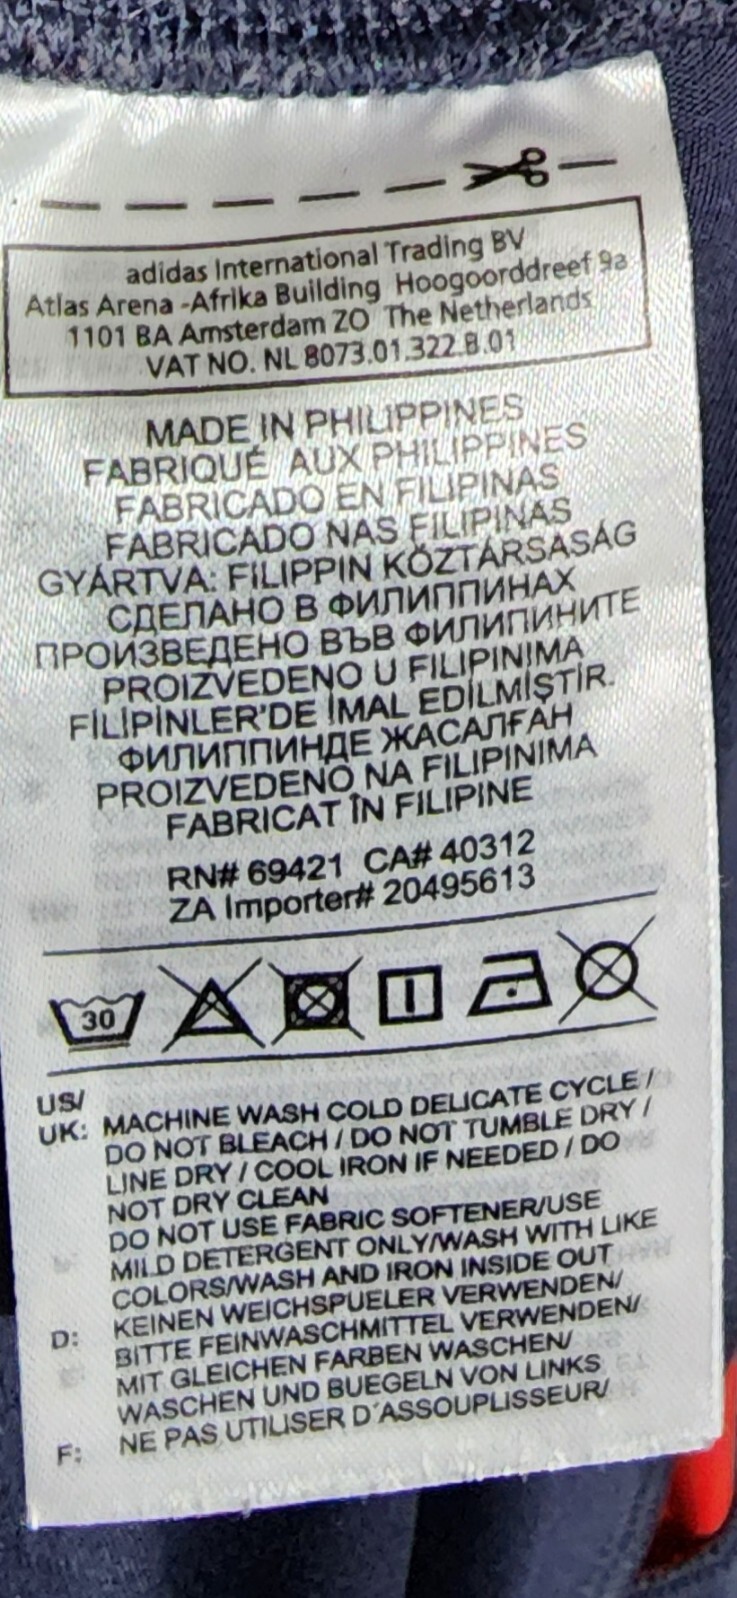 adidas International Trading BV
Atlas Arena -Afrika Building Hoogoorddreef 9a
1101 BA Amsterdam ZO The Netherlands
VAT NO. NL 8073.01.322.B.01
MADE IN PHILIPPINES
FABRIQUÉ AUX PHILIPPINES
FABRICADO EN FILIPINAS
FABRICADO NAS FILIPINAS
GYÁRTVA: FILIPPIN KÖZTÁRSASÁG
СДЕЛАНО В ФИЛИППИНАХ
ПРОИЗВЕДЕНО ВЪВ ФИЛИПИНИТЕ
PROIZVEDENO U FILIPINIMA
FİLİPİNLER'DE İMAL EDİLMİŞTİR.
ФИЛИППИНДЕ ЖАСАЛҒАН
PROIZVEDENO NA FILIPINIMA
FABRICAT ÎN FILIPINE
RN# 69421 CA# 40312
ZA Importer# 20495613
30
US/
UK: MACHINE WASH COLD DELICATE CYCLE /
DO NOT BLEACH / DO NOT TUMBLE DRY /
LINE DRY / COOL IRON IF NEEDED / DO
NOT DRY CLEAN
DO NOT USE FABRIC SOFTENER/USE
MILD DETERGENT ONLY/WASH WITH LIKE
COLORS/WASH AND IRON INSIDE OUT
D: KEINEN WEICHSPUELER VERWENDEN/
BITTE FEINWASCHMITTEL VERWENDEN/
MIT GLEICHEN FARBEN WASCHEN/
WASCHEN UND BUEGELN VON LINKS
F: NE PAS UTILISER D´ASSOUPLISSEUR/